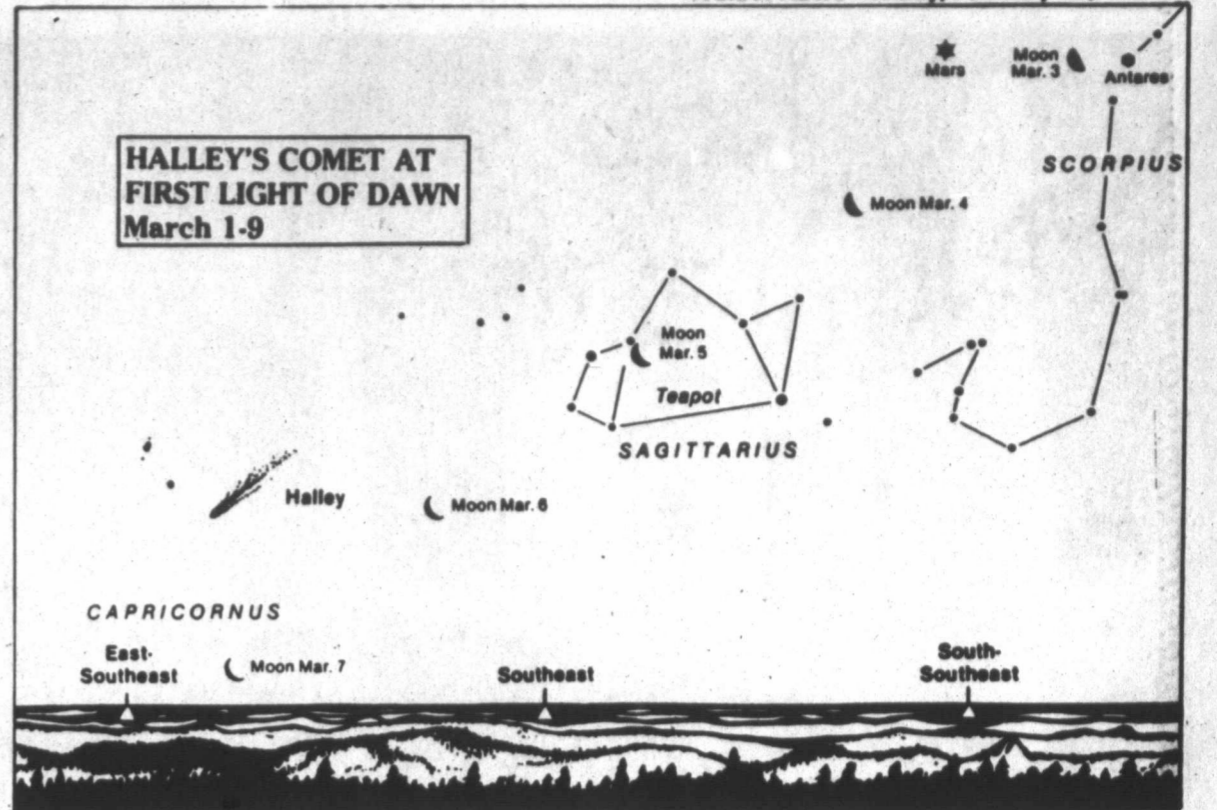 Mars
Moon
Mar. 3
Antares
HALLEY'S COMET AT
FIRST LIGHT OF DAWN
March 1-9
SCORPIUS
Moon Mar. 4
Moon
Mar. 5
Teapot
SAGITTARIUS
Halley
Moon Mar. 6
CAPRICORNUS
East-
Southeast
Moon Mar. 7
Southeast
South-
Southeast